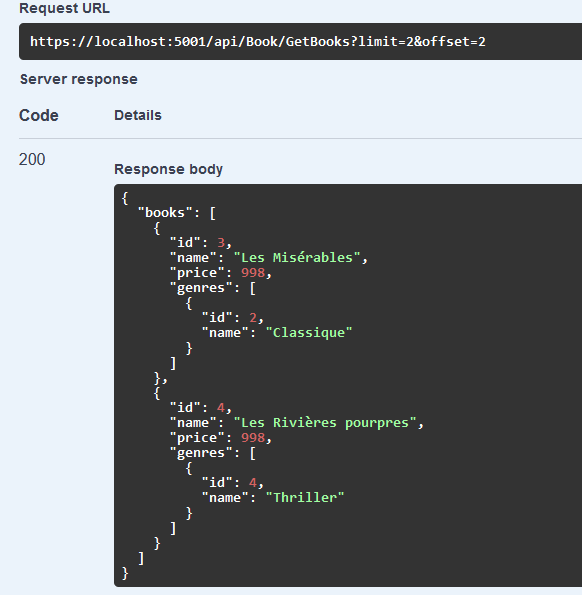 Request URL
https://localhost:5001/api/Book/GetBooks?limit=2&offset=2
Server response
Code Details
200
Response body
{
  "books": [
    {
      "id": 3,
      "name": "Les Misérables",
      "price": 998,
      "genres": [
        {
          "id": 2,
          "name": "Classique"
        }
      ]
    },
    {
      "id": 4,
      "name": "Les Rivières pourpres",
      "price": 998,
      "genres": [
        {
          "id": 4,
          "name": "Thriller"
        }
      ]
    }
  ]
}